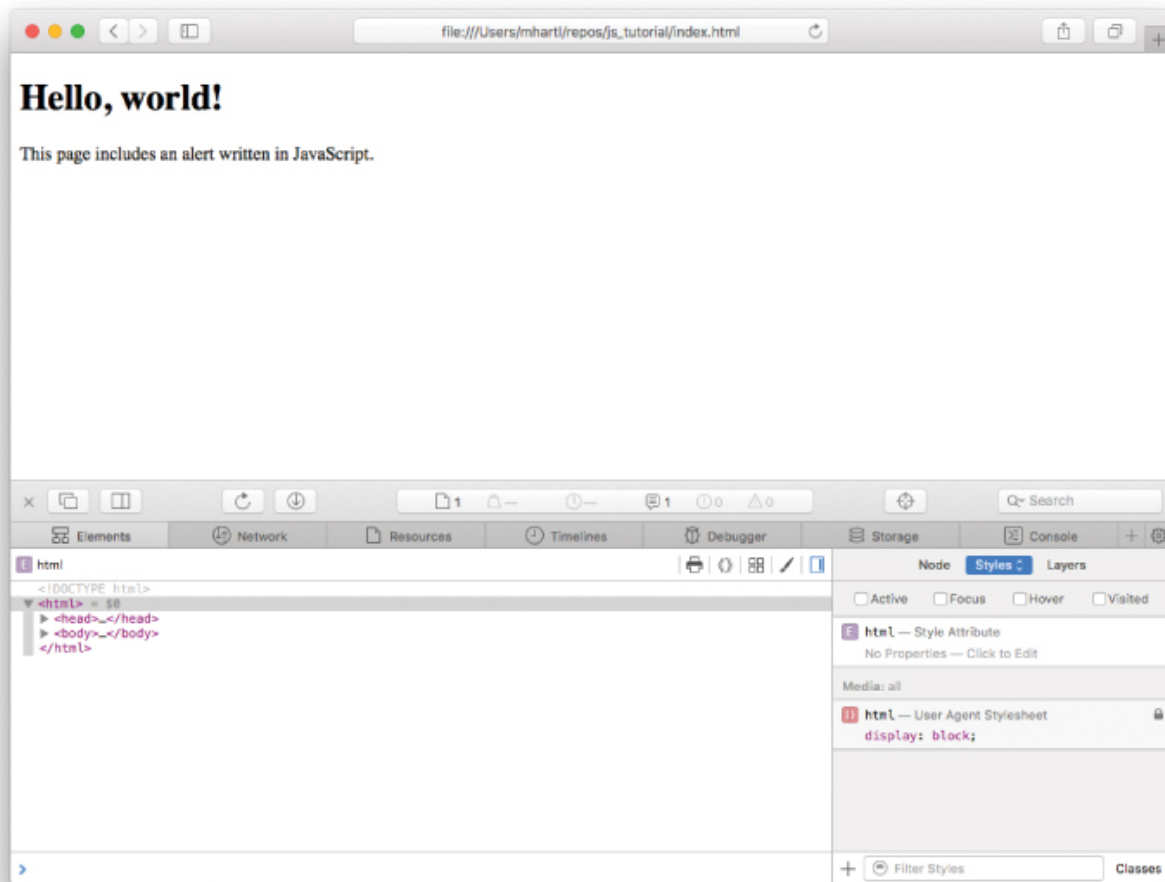 file:///Users/mhartl/repos/js_tutorial/index.html
Hello, world!
This page includes an alert written in JavaScript.
1 — — 1 0 0 Search
Elements Network Resources Timelines Debugger Storage Console
E html Node Styles Layers
<!DOCTYPE html>
<html> = $0
<head>…</head>
<body>…</body>
</html>
Active Focus Hover Visited
E html — Style Attribute
No Properties — Click to Edit
Media: all
{} html — User Agent Stylesheet
display: block;
Filter Styles Classes